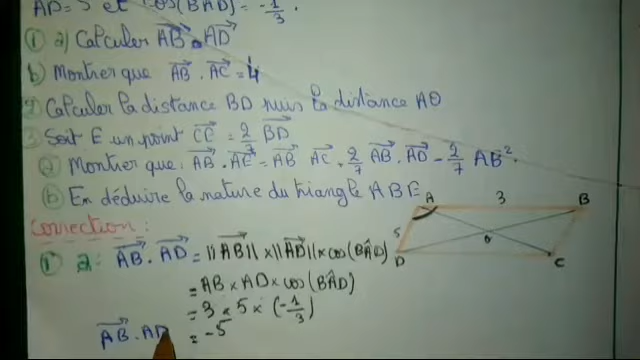 AD = 5 et cos(BAD) = -1/3.
① a) Calculer AB . AD
b) Montrer que AB . AC = 4
② Calculer la distance BD puis la distance AO
③ Soit E un point CE = 2/7 BD
a) Montrer que AB . AE = AB AC + 2/7 AB . AD - 2/7 AB².
b) En déduire la nature du triangle ABE
Correction :
① a: AB . AD = ||AB|| × ||AD|| × cos(BAD)
= AB × AD × cos(BAD)
= 3 × 5 × (-1/3)
AB . AD = -5
A 3 B
5
O
D C